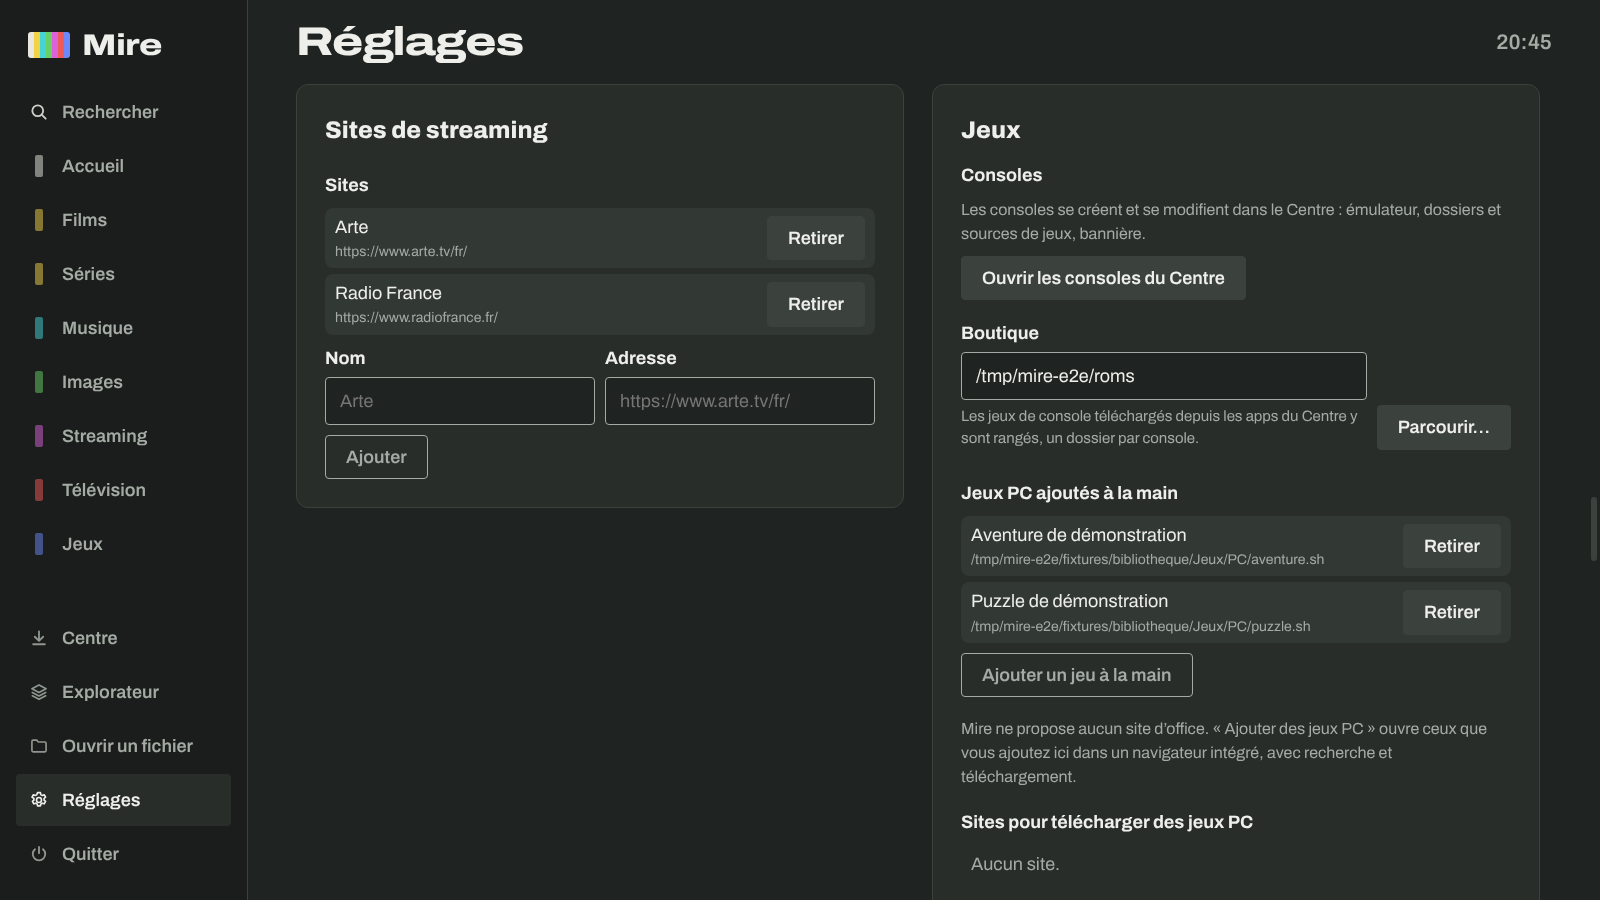 Mire
Rechercher
Accueil
Films
Séries
Musique
Images
Streaming
Télévision
Jeux
Centre
Explorateur
Ouvrir un fichier
Réglages
Quitter
Réglages
20:45
Sites de streaming
Sites
Arte
https://www.arte.tv/fr/
Retirer
Radio France
https://www.radiofrance.fr/
Retirer
Nom
Adresse
Arte
https://www.arte.tv/fr/
Ajouter
Jeux
Consoles
Les consoles se créent et se modifient dans le Centre : émulateur, dossiers et
sources de jeux, bannière.
Ouvrir les consoles du Centre
Boutique
/tmp/mire-e2e/roms
Les jeux de console téléchargés depuis les apps du Centre y
sont rangés, un dossier par console.
Parcourir…
Jeux PC ajoutés à la main
Aventure de démonstration
/tmp/mire-e2e/fixtures/bibliotheque/Jeux/PC/aventure.sh
Retirer
Puzzle de démonstration
/tmp/mire-e2e/fixtures/bibliotheque/Jeux/PC/puzzle.sh
Retirer
Ajouter un jeu à la main
Mire ne propose aucun site d’office. « Ajouter des jeux PC » ouvre ceux que
vous ajoutez ici dans un navigateur intégré, avec recherche et
téléchargement.
Sites pour télécharger des jeux PC
Aucun site.